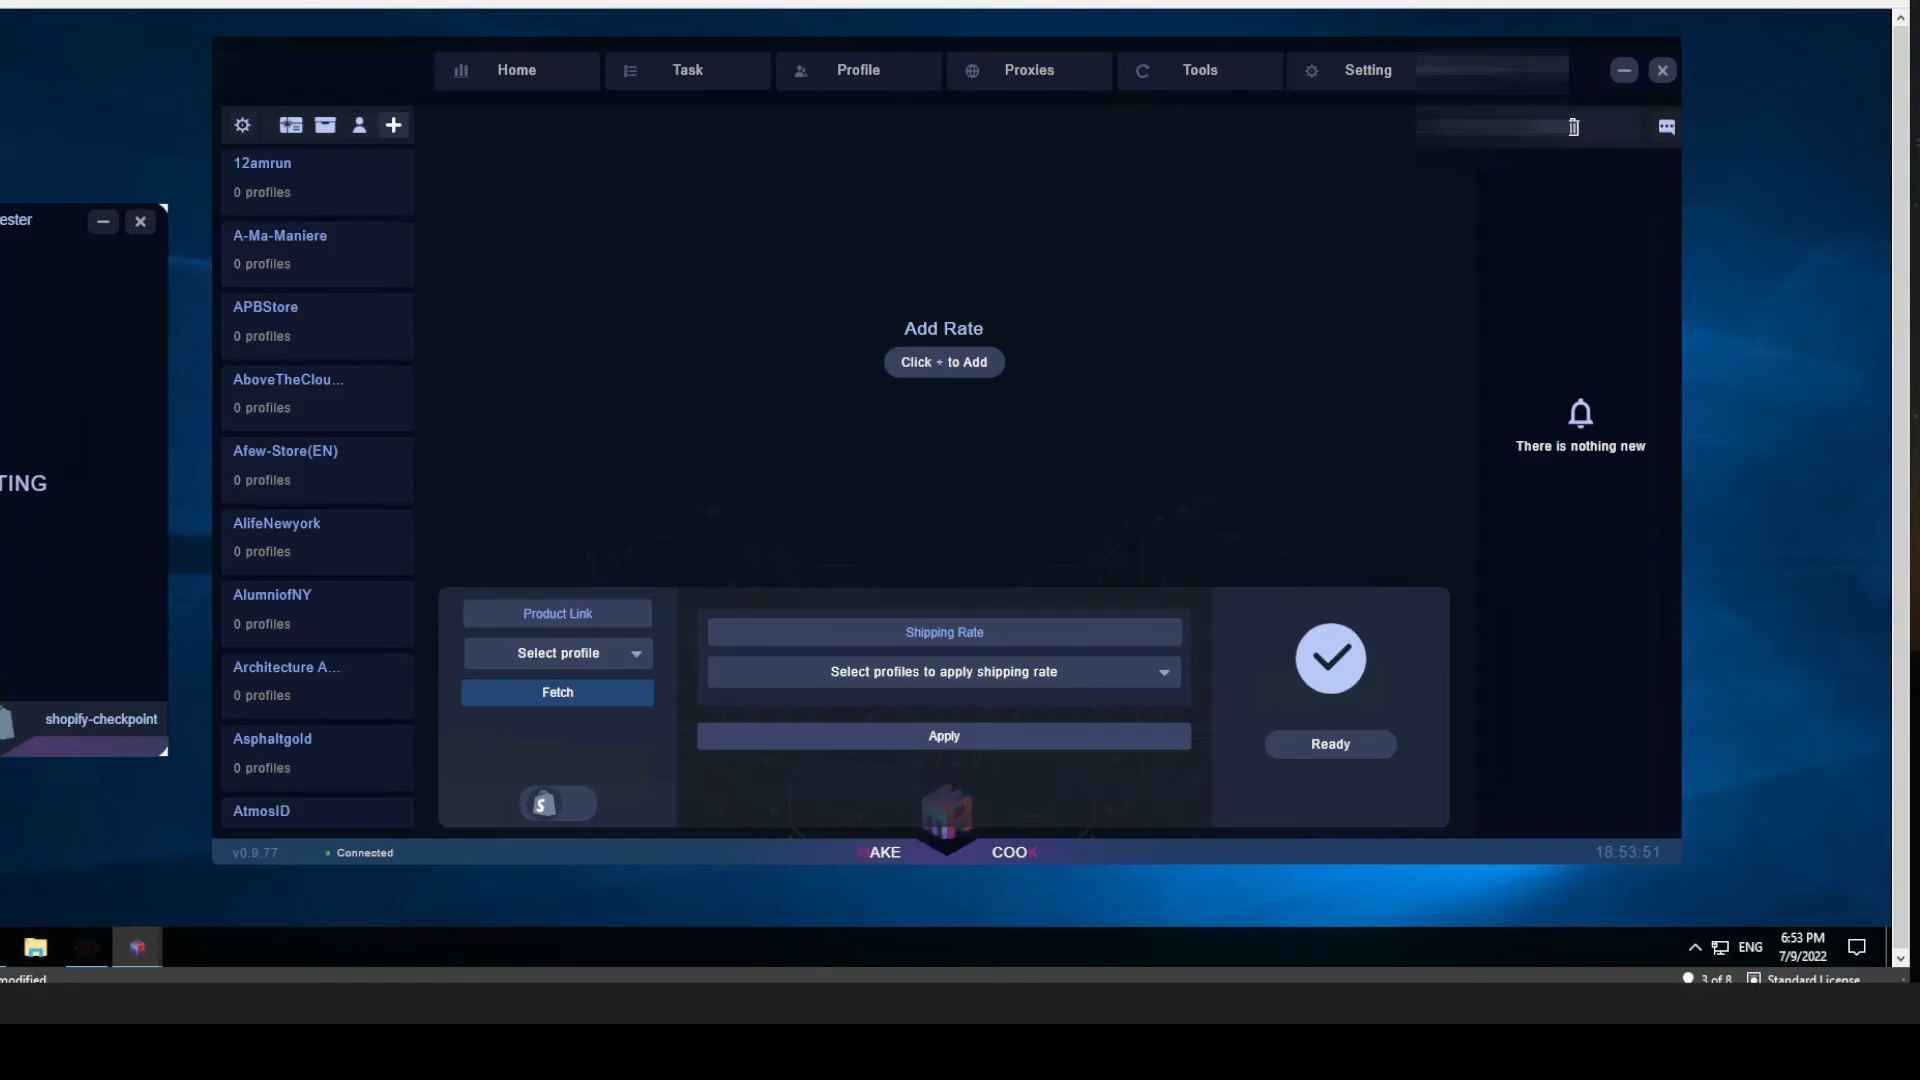 Home
Task
Profile
Proxies
Tools
Setting
12amrun
0 profiles
A-Ma-Maniere
0 profiles
APBStore
0 profiles
AboveTheClou...
0 profiles
Afew-Store(EN)
0 profiles
AlifeNewyork
0 profiles
AlumniofNY
0 profiles
Architecture A...
0 profiles
Asphaltgold
0 profiles
AtmosID
ester
TING
shopify-checkpoint
Add Rate
Click + to Add
There is nothing new
Product Link
Select profile
Fetch
Shipping Rate
Select profiles to apply shipping rate
Apply
Ready
v0.9.77
Connected
MAKE
COOK
18:53:51
ENG
6:53 PM
7/9/2022
modified
3 of 8
Standard License